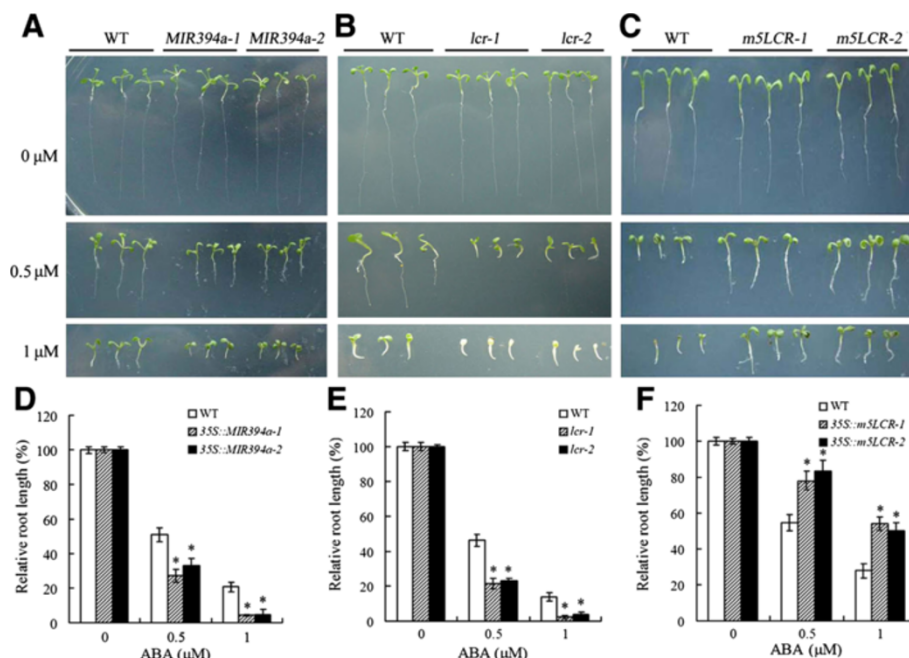 A
WT MIR394a-1 MIR394a-2
B
WT lcr-1 lcr-2
C
WT m5LCR-1 m5LCR-2
0 µM
0.5 µM
1 µM
D
WT
35S::MIR394a-1
35S::MIR394a-2
Relative root length (%)
120
100
80
60
40
20
0
* *
* *
0 0.5 1
ABA (µM)
E
WT
lcr-1
lcr-2
Relative root length (%)
120
100
80
60
40
20
0
* *
* *
0 0.5 1
ABA (µM)
F
WT
35S::m5LCR-1
35S::m5LCR-2
Relative root length (%)
120
100
80
60
40
20
0
* *
* *
0 0.5 1
ABA (µM)